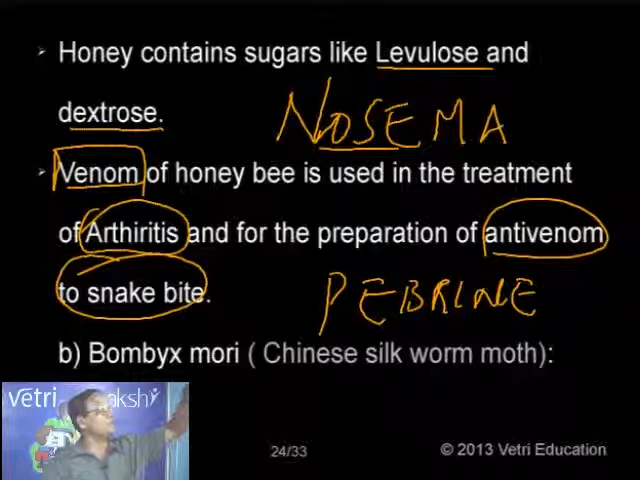 ➢ Honey contains sugars like Levulose and
dextrose.
NOSEMA
➢ Venom of honey bee is used in the treatment
of Arthiritis and for the preparation of antivenom
to snake bite.
PEBRINE
b) Bombyx mori ( Chinese silk worm moth):
Vetri
akshy
24/33
© 2013 Vetri Education